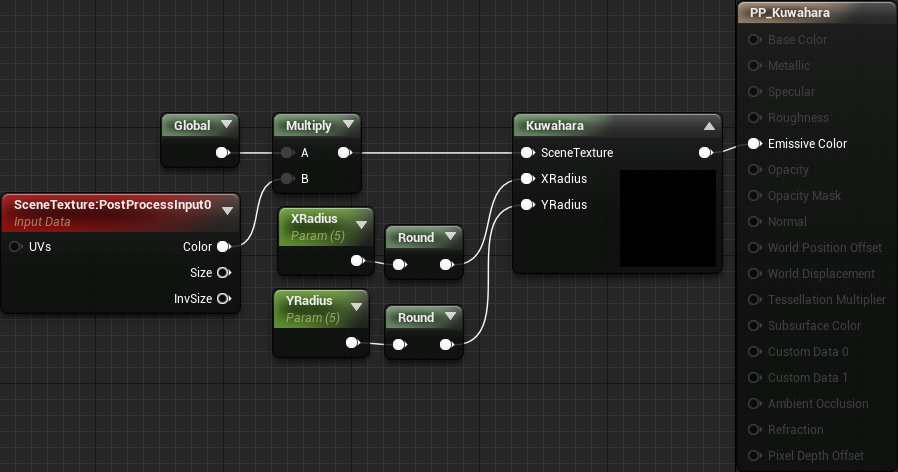 PP_Kuwahara
Base Color
Metallic
Specular
Roughness
Emissive Color
Opacity
Opacity Mask
Normal
World Position Offset
World Displacement
Tessellation Multiplier
Subsurface Color
Custom Data 0
Custom Data 1
Ambient Occlusion
Refraction
Pixel Depth Offset
Global
Multiply
A
B
Kuwahara
SceneTexture
XRadius
YRadius
SceneTexture:PostProcessInput0
Input Data
UVs
Color
Size
InvSize
XRadius
Param (5)
Round
YRadius
Param (5)
Round